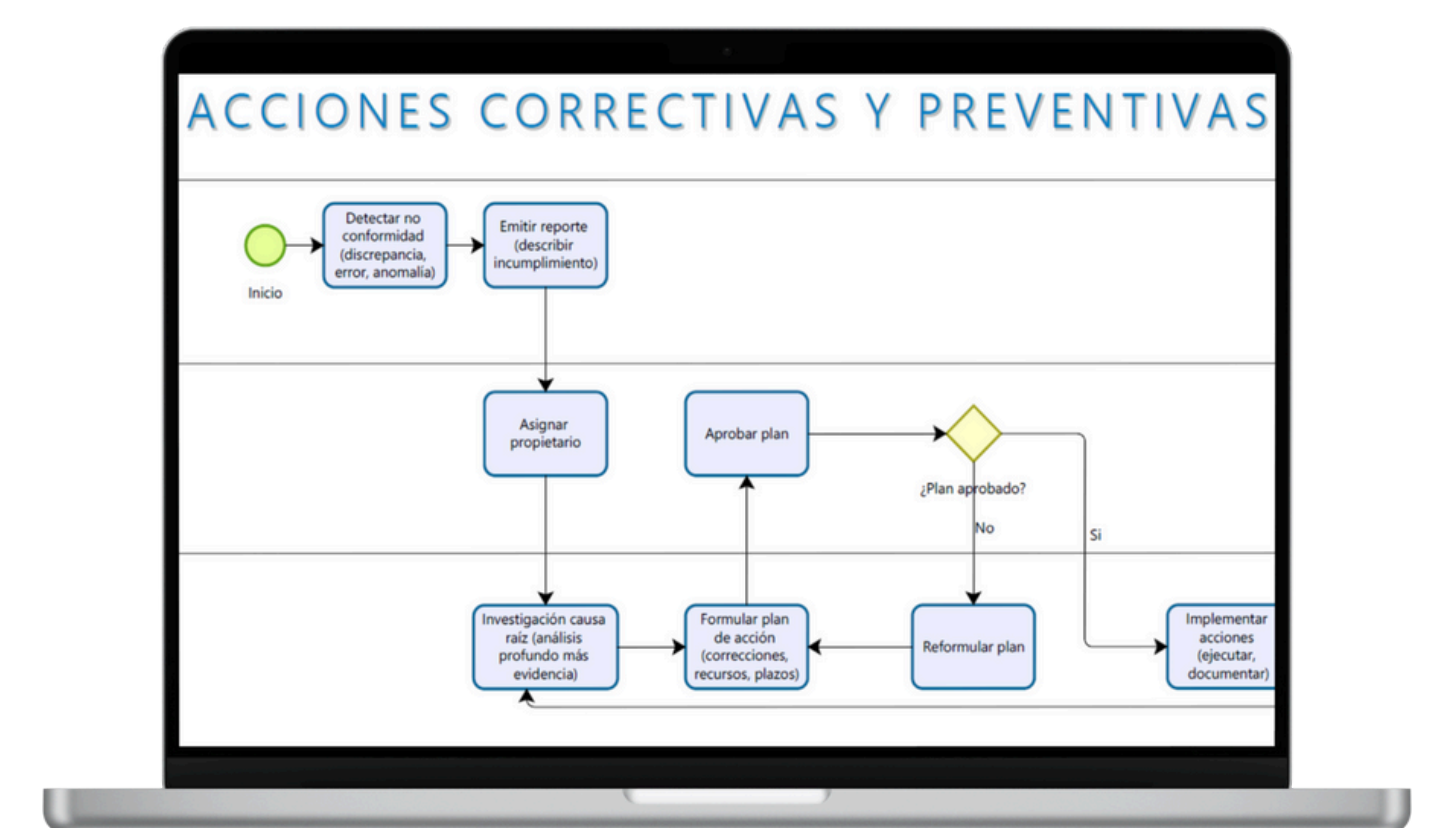 ACCIONES CORRECTIVAS Y PREVENTIVAS
Detectar no
conformidad
(discrepancia,
error, anomalía)
Emitir reporte
(describir
incumplimiento)
Inicio
Asignar
propietario
Aprobar plan
¿Plan aprobado?
No
Si
Investigación causa
raíz (análisis
profundo más
evidencia)
Formular plan
de acción
(correcciones,
recursos, plazos)
Reformular plan
Implementar
acciones
(ejecutar,
documentar)